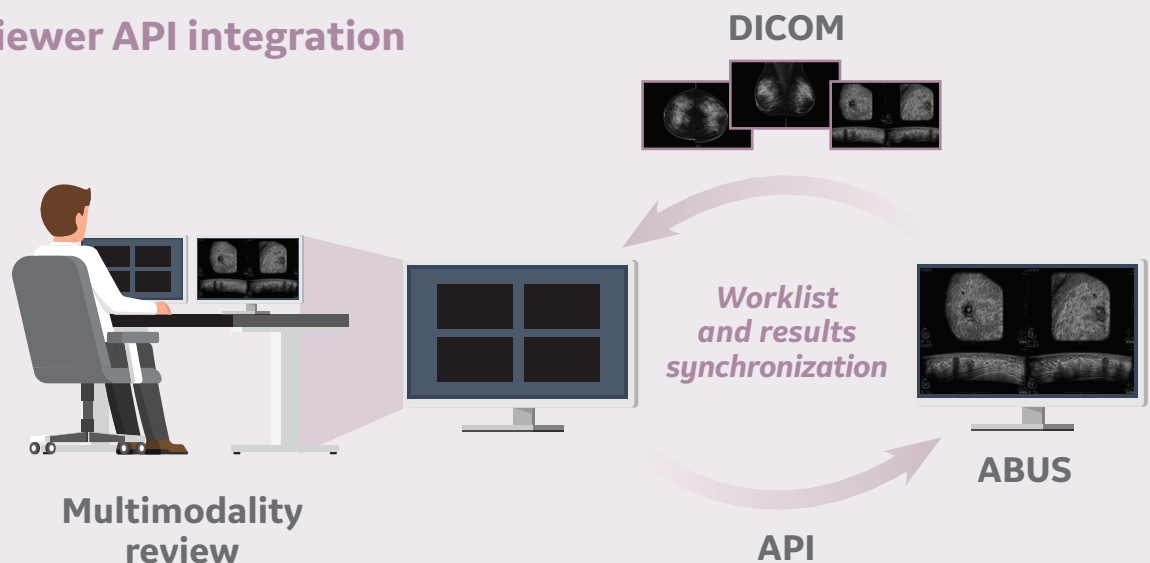 iewer API integration
DICOM
Worklist
and results
synchronization
ABUS
Multimodality
review
API